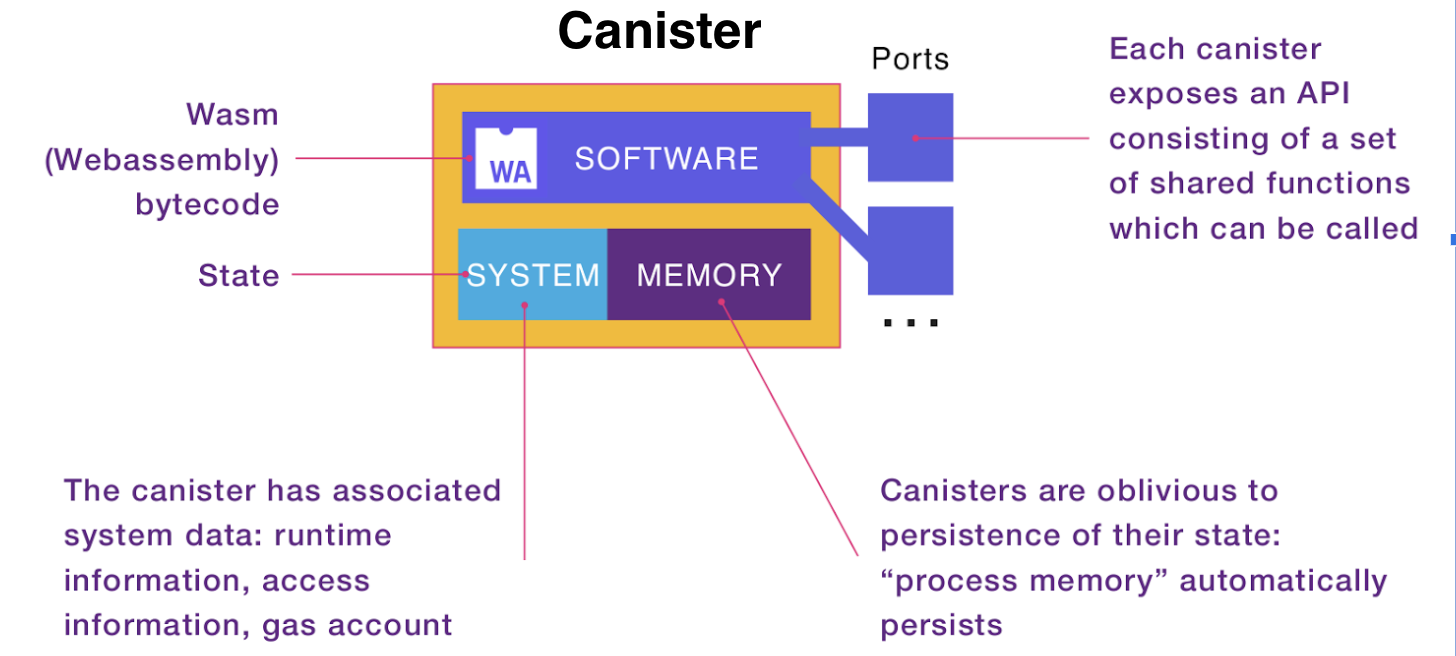 Canister
Ports
Wasm
(Webassembly)
bytecode
WA
SOFTWARE
Each canister
exposes an API
consisting of a set
of shared functions
which can be called
State
SYSTEM
MEMORY
...
The canister has associated
system data: runtime
information, access
information, gas account
Canisters are oblivious to
persistence of their state:
“process memory” automatically
persists